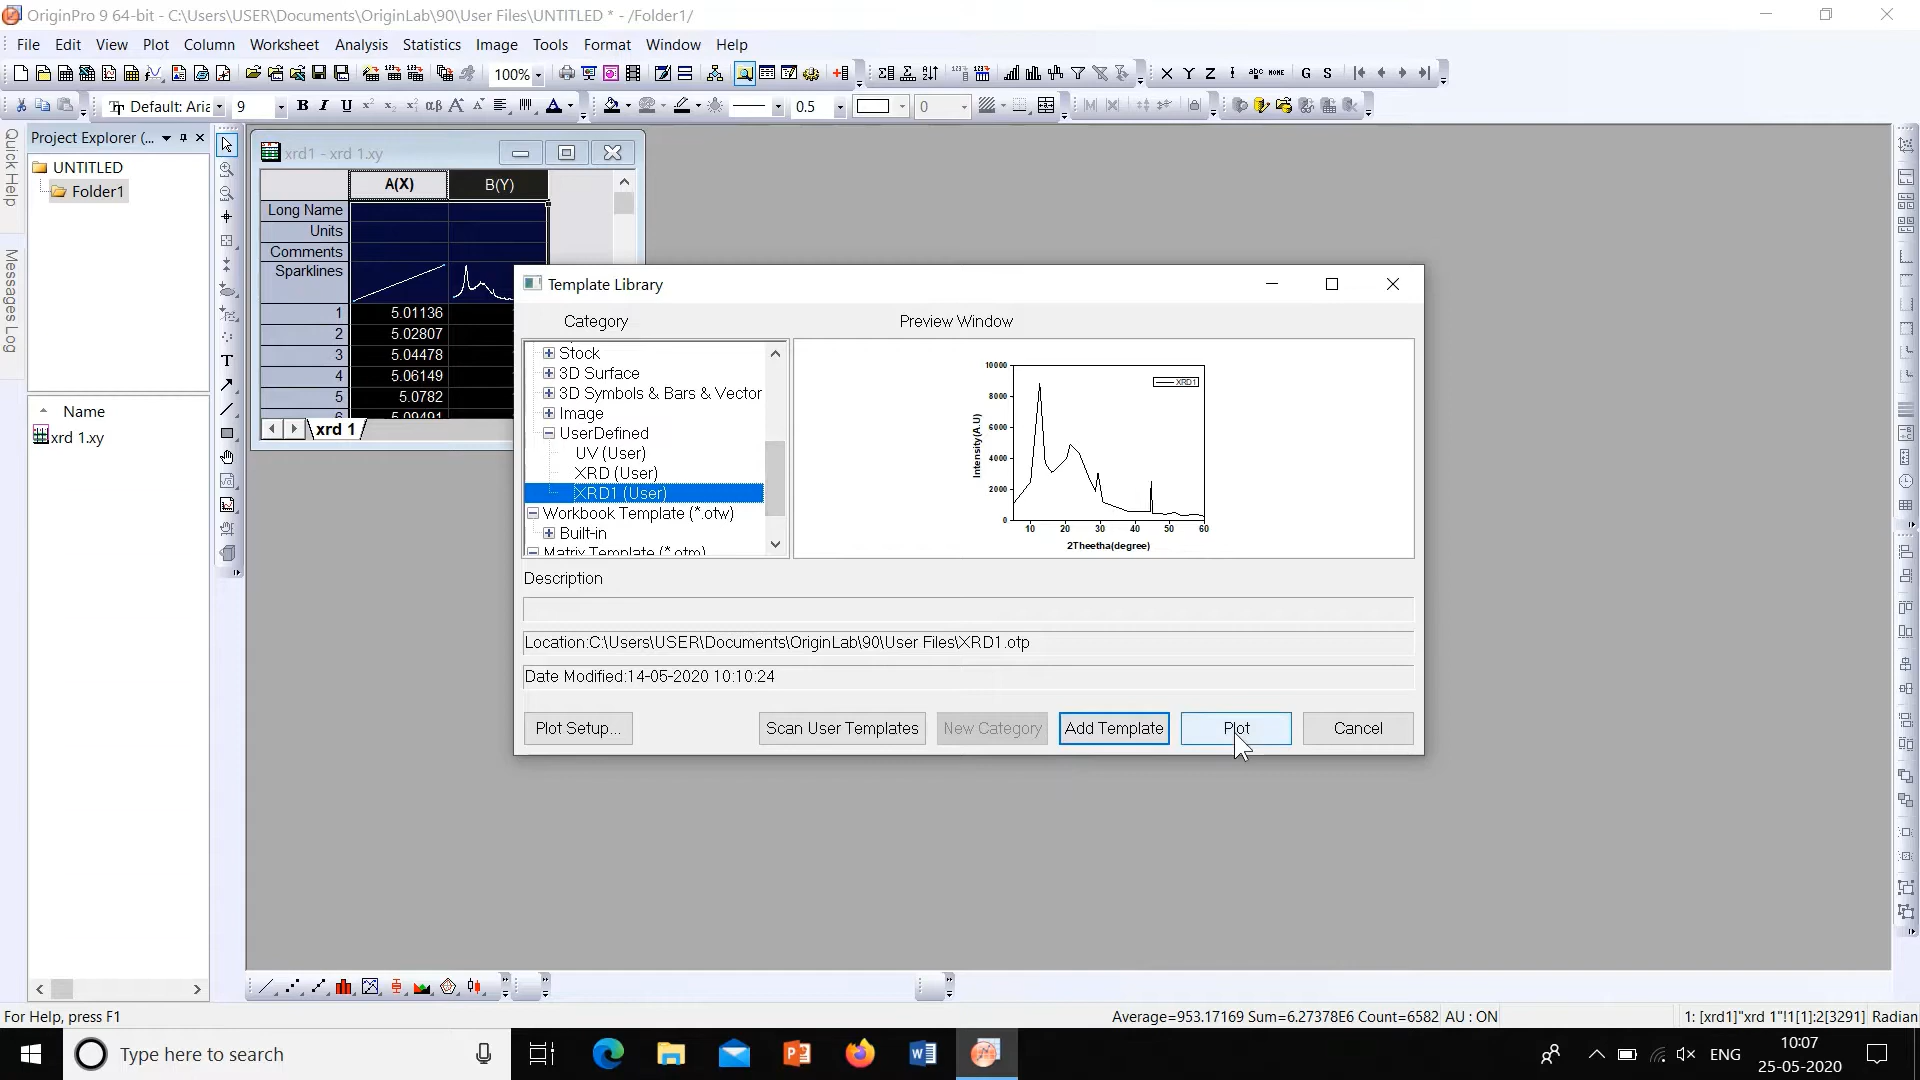 OriginPro 9 64-bit - C:\Users\USER\Documents\OriginLab\90\User Files\UNTITLED * - /Folder1/
File Edit View Plot Column Worksheet Analysis Statistics Image Tools Format Window Help
100%
X Y Z
G S
Default: Aria 9 B I U
αβ
0.5 0
Quick Help
Messages Log
Project Explorer (...
UNTITLED
Folder1
Name
xrd 1.xy
xrd1 - xrd 1.xy
A(X) B(Y)
Long Name
Units
Comments
Sparklines
1 5.01136
2 5.02807
3 5.04478
4 5.06149
5 5.0782
6 5.09491
xrd 1
Template Library
Category
Preview Window
Stock
3D Surface
3D Symbols & Bars & Vector
Image
UserDefined
UV (User)
XRD (User)
XRD1 (User)
Workbook Template (*.otw)
Built-in
Matrix Template (*.otm)
10000
8000
6000
4000
2000
0
Intensity(A.U)
XRD1
10 20 30 40 50 60
2Theetha(degree)
Description
Location:C:\Users\USER\Documents\OriginLab\90\User Files\XRD1.otp
Date Modified:14-05-2020 10:10:24
Plot Setup... Scan User Templates New Category Add Template Plot Cancel
For Help, press F1
Average=953.17169 Sum=6.27378E6 Count=6582 AU : ON
1: [xrd1]"xrd 1"!1[1]:2[3291] Radian
Type here to search
ENG
10:07
25-05-2020